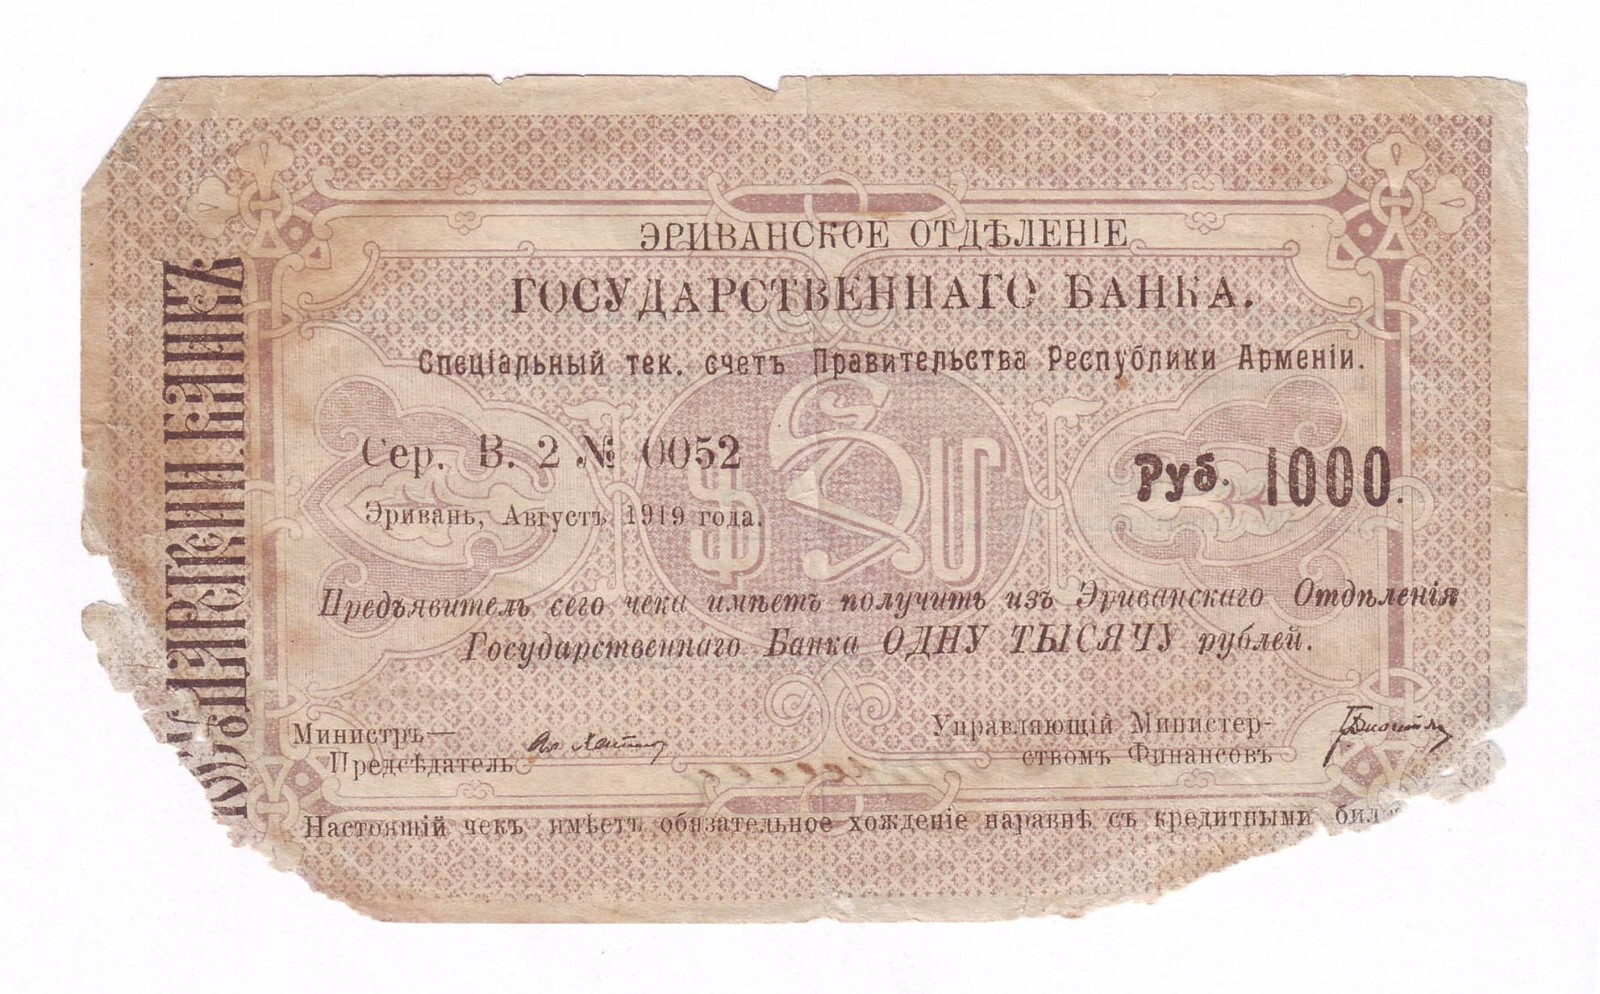 ЭРИВАНСКОЕ ОТДѢЛЕНІЕ
ГОСУДАРСТВЕННАГО БАНКА.
Спеціальный тек. счетъ Правительства Республики Арменіи.
Сер. В. 2 № 0052
Руб. 1000.
Эривань, Августъ 1919 года.
Предъявитель сего чека имѣетъ получить изъ Эриванскаго Отдѣленія
Государственнаго Банка ОДНУ ТЫСЯЧУ рублей.
Министръ—
Предсѣдатель
Управляющій Министер-
ствомъ Финансовъ
Настоящій чекъ имѣетъ обязательное хожденіе наравнѣ съ кредитными